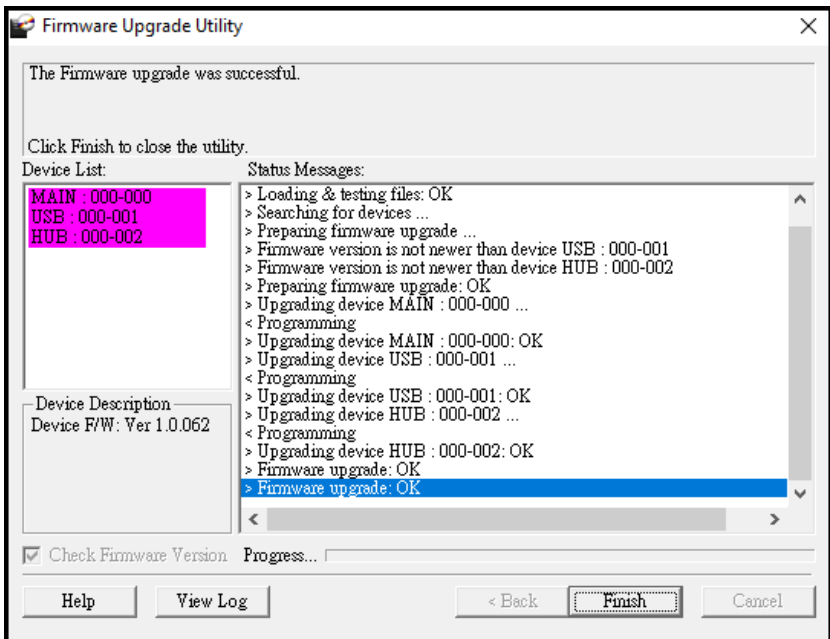 Firmware Upgrade Utility
The Firmware upgrade was successful.
Click Finish to close the utility.
Device List:
MAIN : 000-000
USB : 000-001
HUB : 000-002
Status Messages:
> Loading & testing files: OK
> Searching for devices ...
> Preparing firmware upgrade ...
> Firmware version is not newer than device USB : 000-001
> Firmware version is not newer than device HUB : 000-002
> Preparing firmware upgrade: OK
> Upgrading device MAIN : 000-000 ...
< Programming
> Upgrading device MAIN : 000-000: OK
> Upgrading device USB : 000-001 ...
< Programming
> Upgrading device USB : 000-001: OK
> Upgrading device HUB : 000-002 ...
< Programming
> Upgrading device HUB : 000-002: OK
> Firmware upgrade: OK
> Firmware upgrade: OK
Device Description
Device F/W: Ver 1.0.062
Check Firmware Version
Progress...
Help
View Log
< Back
Finish
Cancel